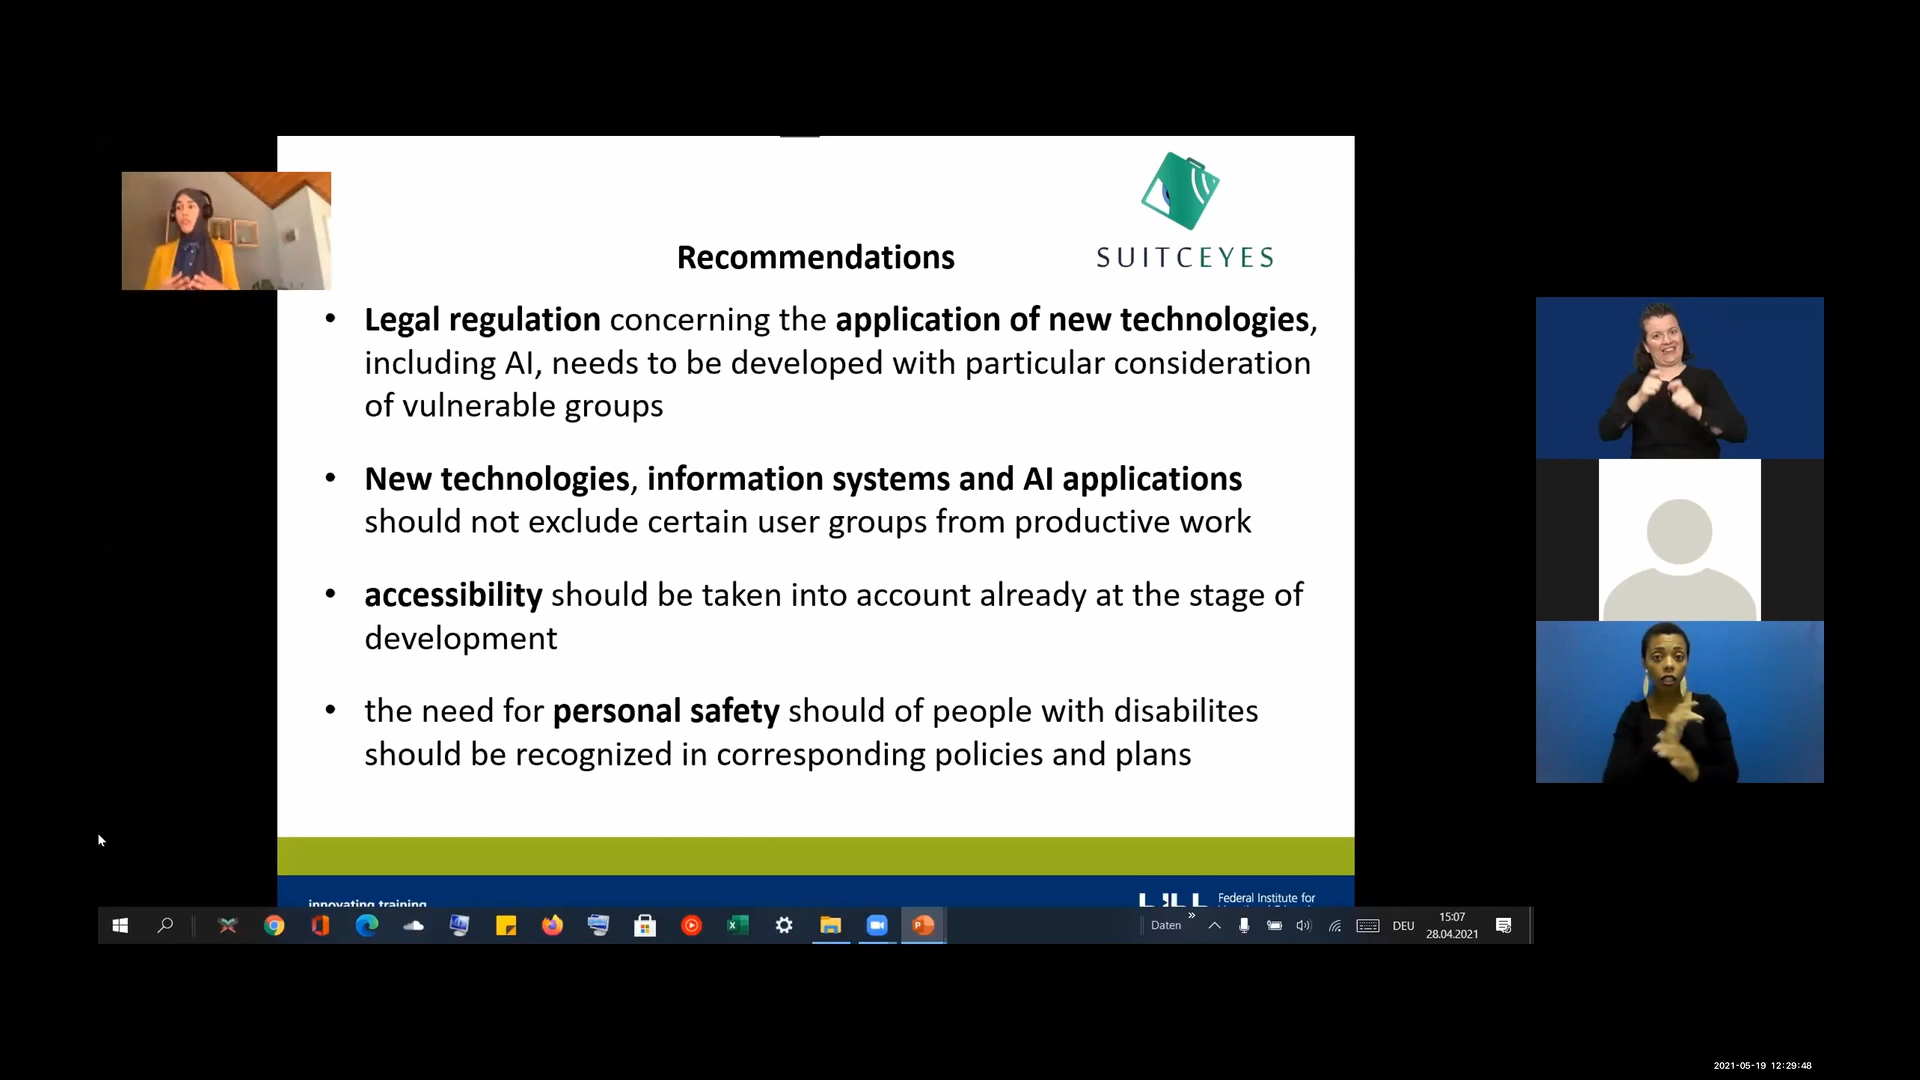 SUITCEYES
Recommendations
• Legal regulation concerning the application of new technologies,
including AI, needs to be developed with particular consideration
of vulnerable groups
• New technologies, information systems and AI applications
should not exclude certain user groups from productive work
• accessibility should be taken into account already at the stage of
development
• the need for personal safety should of people with disabilites
should be recognized in corresponding policies and plans
innovating training
Federal Institute for
Daten
»
DEU
15:07
28.04.2021
2021-05-19 12:29:48